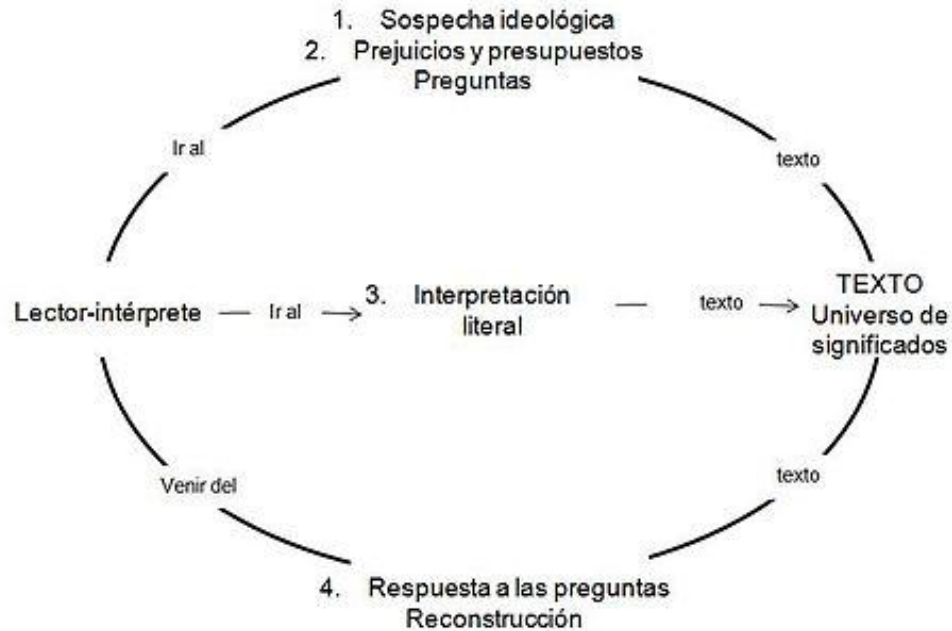 1. Sospecha ideológica
2. Prejuicios y presupuestos
Preguntas
Ir al
texto
Lector-intérprete
Ir al
3. Interpretación
literal
texto
TEXTO
Universo de
significados
Venir del
texto
4. Respuesta a las preguntas
Reconstrucción